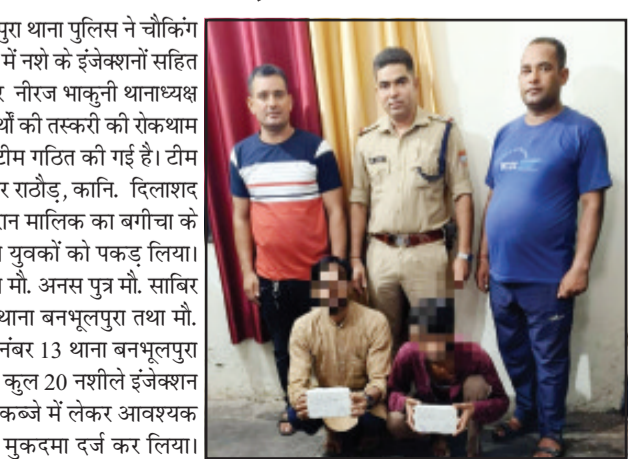 पुरा थाना पुलिस ने चौकिंग
में नशे के इंजेक्शनों सहित
नीरज भाकुनी थानाध्यक्ष
र्थों की तस्करी की रोकथाम
टीम गठित की गई है। टीम
र राठौड़, कानि. दिलाशद
रान मालिक का बगीचा के
युवकों को पकड़ लिया।
मौ. अनस पुत्र मौ. साबिर
थाना बनभूलपुरा तथा मौ.
नंबर 13 थाना बनभूलपुरा
कुल 20 नशीले इंजेक्शन
कब्जे में लेकर आवश्यक
मुकदमा दर्ज कर लिया।